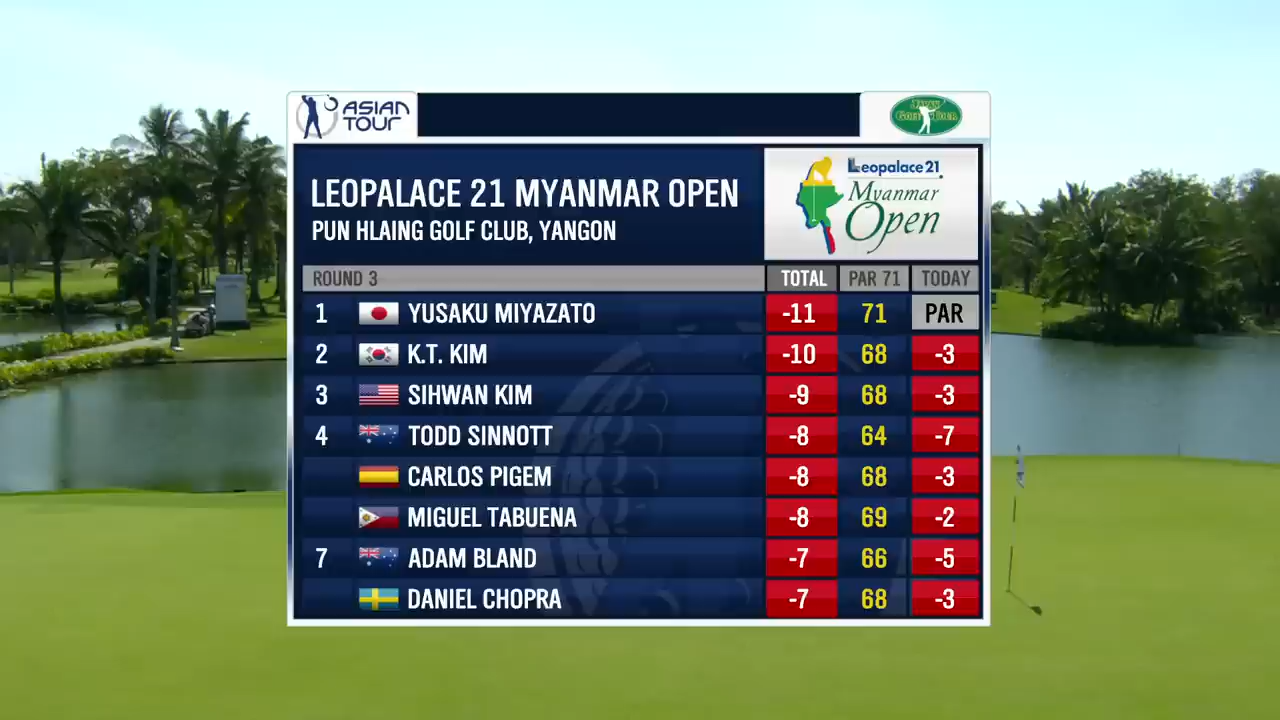 ASIAN TOUR
JAPAN GOLF TOUR
LEOPALACE 21 MYANMAR OPEN
PUN HLAING GOLF CLUB, YANGON
Leopalace21
Myanmar
Open
ROUND 3 TOTAL PAR 71 TODAY
1 YUSAKU MIYAZATO -11 71 PAR
2 K.T. KIM -10 68 -3
3 SIHWAN KIM -9 68 -3
4 TODD SINNOTT -8 64 -7
CARLOS PIGEM -8 68 -3
MIGUEL TABUENA -8 69 -2
7 ADAM BLAND -7 66 -5
DANIEL CHOPRA -7 68 -3